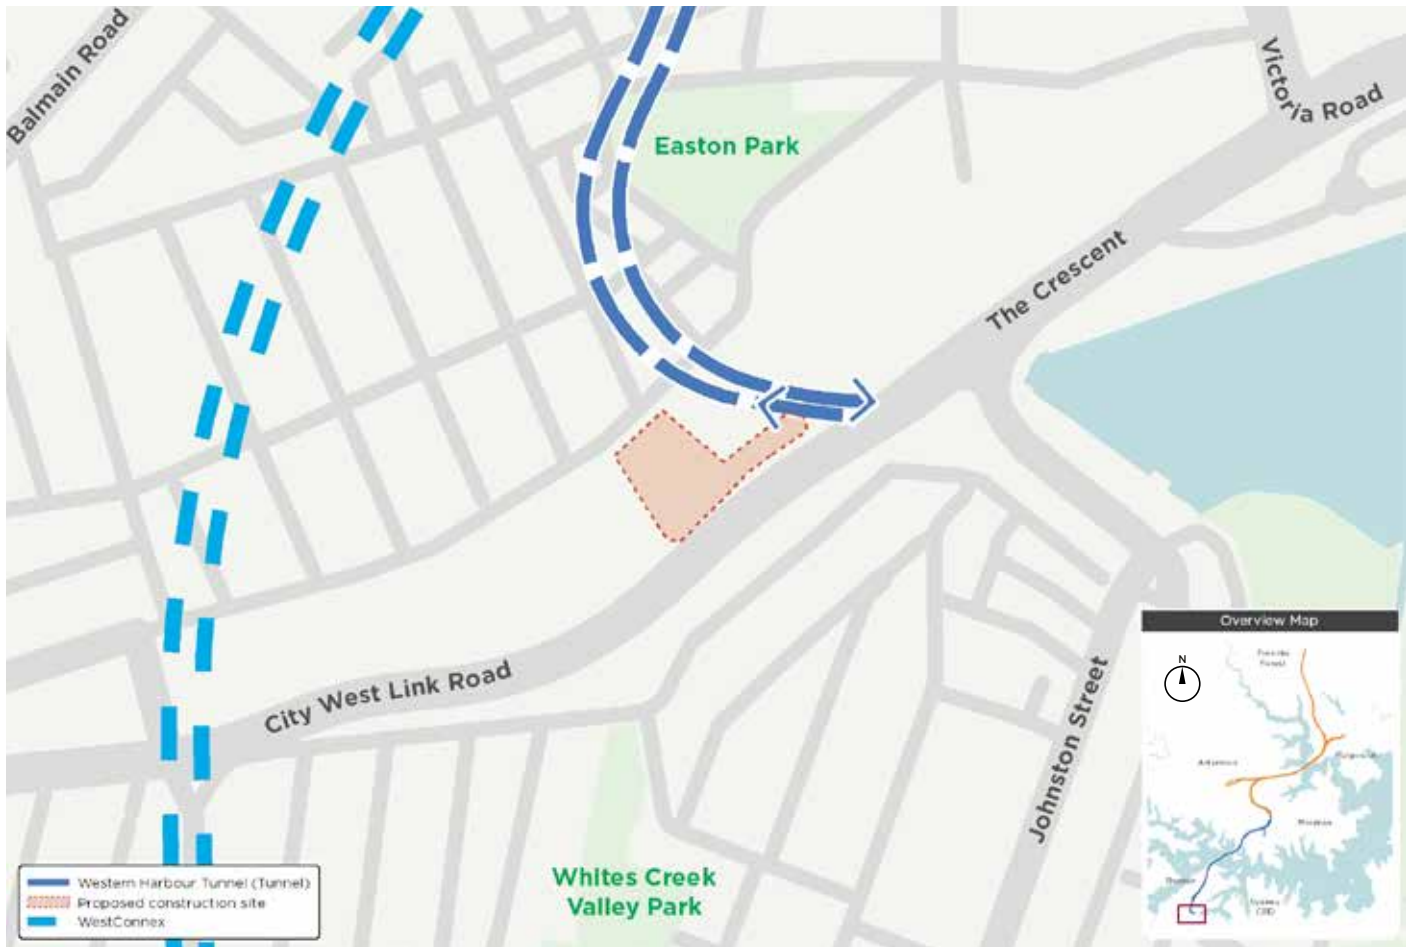 Balmain Road
Victoria Road
Easton Park
The Crescent
City West Link Road
Johnston Street
Whites Creek
Valley Park
Western Harbour Tunnel (Tunnel)
Proposed construction site
WestConnex
Overview Map
N